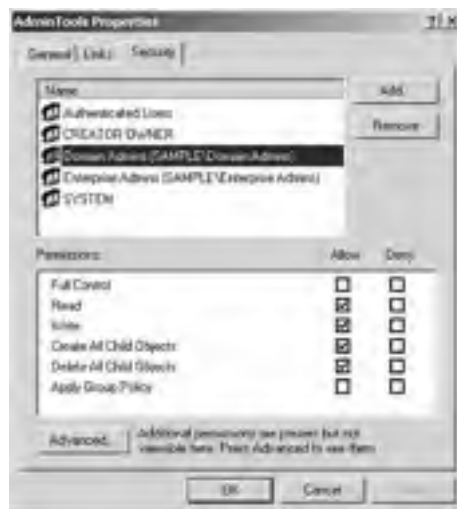 AdminTools Properties
General Links Security
Name
Add...
Remove
Authenticated Users
CREATOR OWNER
Domain Admins (SAMPLE\Domain Admins)
Enterprise Admins (SAMPLE\Enterprise Admins)
SYSTEM
Permissions: Allow Deny
Full Control
Read
Write
Create All Child Objects
Delete All Child Objects
Apply Group Policy
Advanced...
Additional permissions are present but not
viewable here. Press Advanced to see them.
OK Cancel